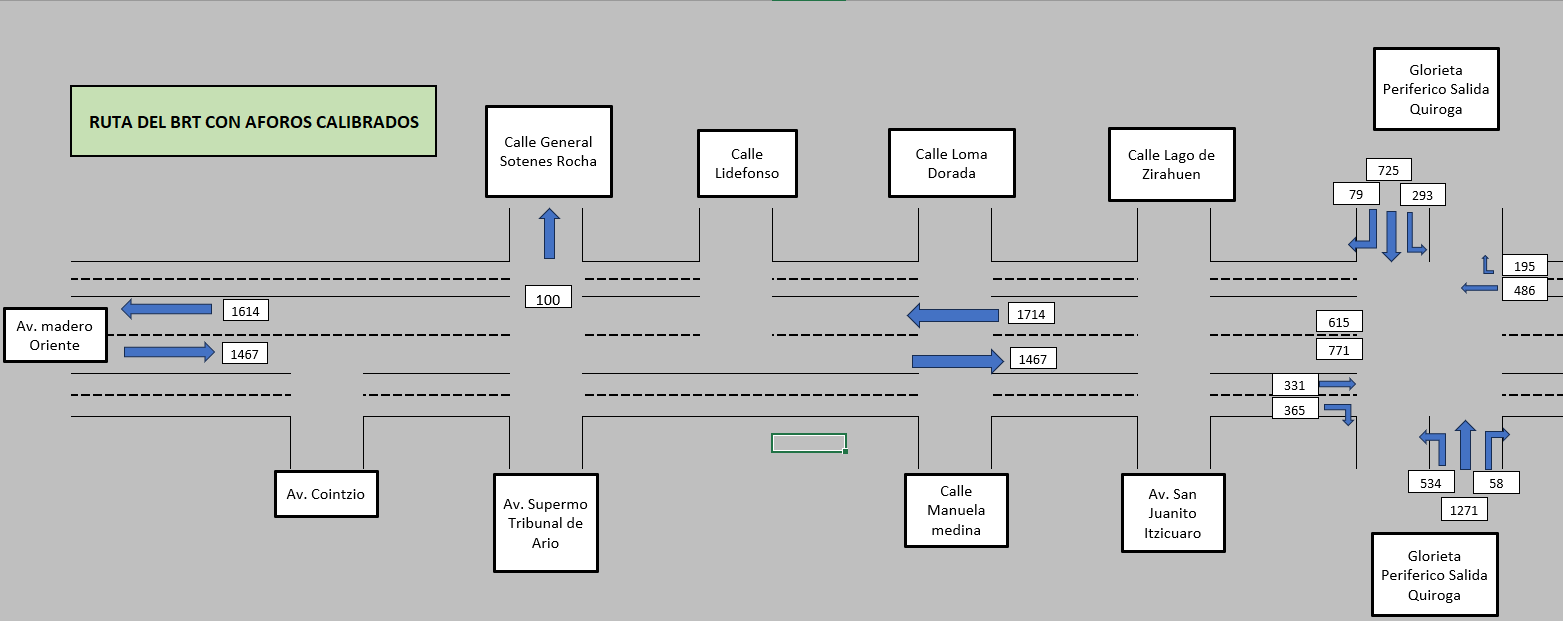 RUTA DEL BRT CON AFOROS CALIBRADOS
Calle General
Sotenes Rocha
Calle
Lidefonso
Calle Loma
Dorada
Calle Lago de
Zirahuen
Glorieta
Periferico Salida
Quiroga
725
79
293
195
486
100
1614
1467
Av. madero
Oriente
1714
1467
615
771
331
365
534
58
1271
Av. Cointzio
Av. Supermo
Tribunal de
Ario
Calle
Manuela
medina
Av. San
Juanito
Itzicuaro
Glorieta
Periferico Salida
Quiroga